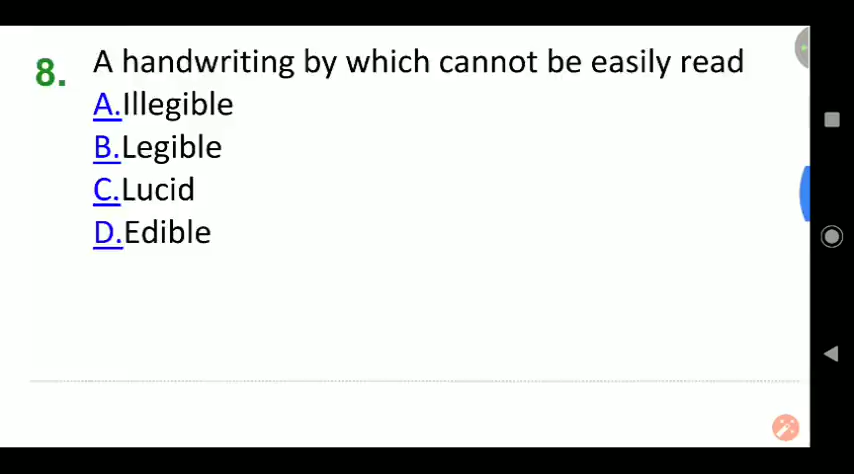 8. A handwriting by which cannot be easily read
A.Illegible
B.Legible
C.Lucid
D.Edible